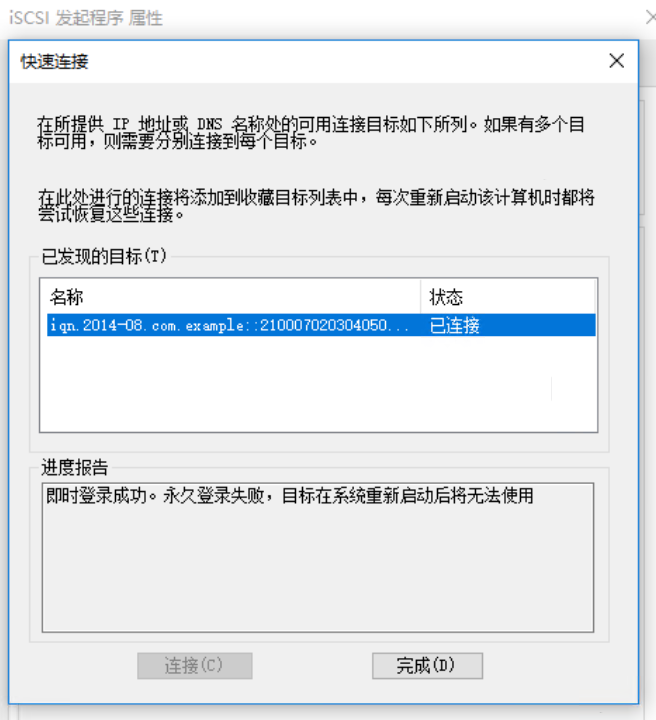 iSCSI 发起程序 属性
快速连接
在所提供 IP 地址或 DNS 名称处的可用连接目标如下所列。如果有多个目
标可用，则需要分别连接到每个目标。
在此处进行的连接将添加到收藏目标列表中，每次重新启动该计算机时都将
尝试恢复这些连接。
已发现的目标(T)
名称 状态
iqn.2014-08.com.example::210007020304050... 已连接
进度报告
即时登录成功。永久登录失败，目标在系统重新启动后将无法使用
连接(C) 完成(D)